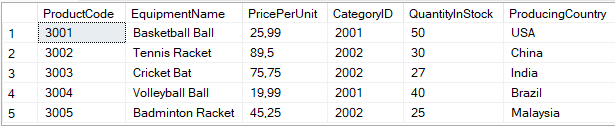 ProductCode EquipmentName PricePerUnit CategoryID QuantityInStock ProducingCountry
1 3001 Basketball Ball 25,99 2001 50 USA
2 3002 Tennis Racket 89,5 2002 30 China
3 3003 Cricket Bat 75,75 2002 27 India
4 3004 Volleyball Ball 19,99 2001 40 Brazil
5 3005 Badminton Racket 45,25 2002 25 Malaysia